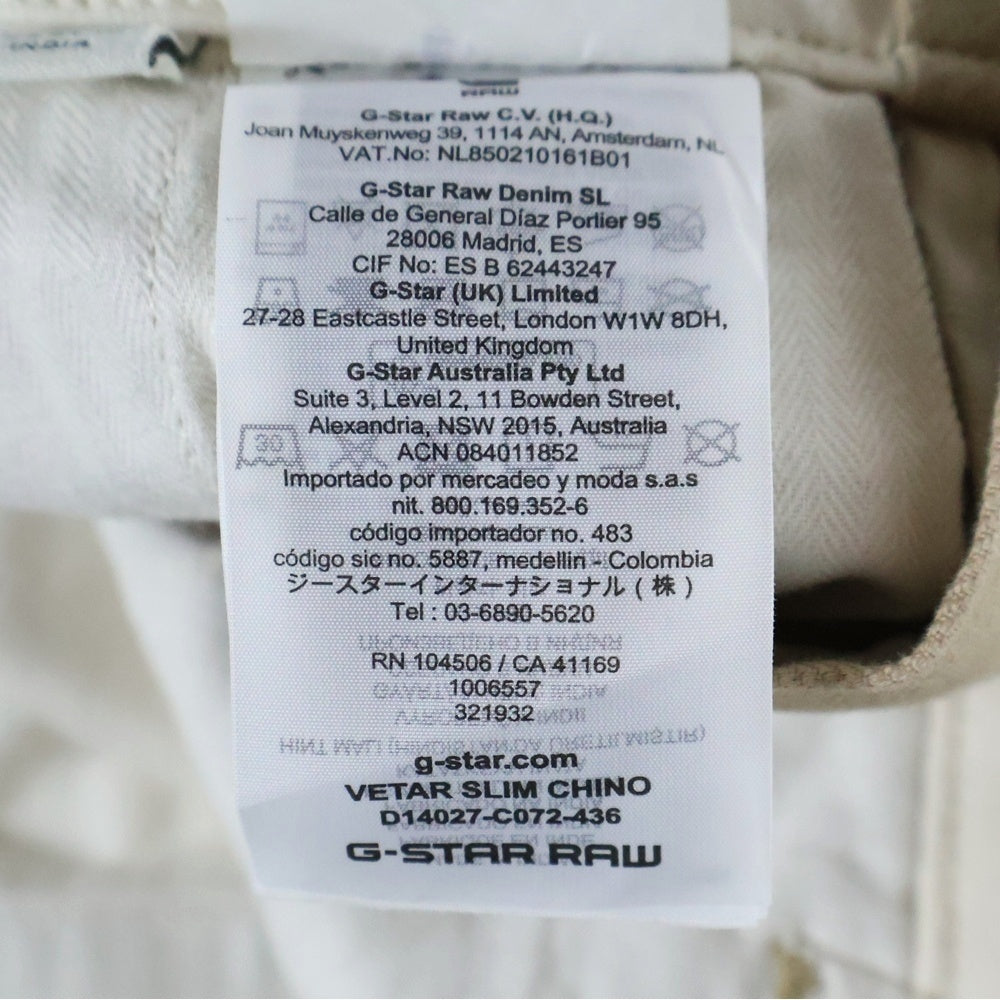 INDIA
RAW
G-Star Raw C.V. (H.Q.)
Joan Muyskenweg 39, 1114 AN, Amsterdam, NL
VAT.No: NL850210161B01
G-Star Raw Denim SL
Calle de General Díaz Porlier 95
28006 Madrid, ES
CIF No: ES B 62443247
G-Star (UK) Limited
27-28 Eastcastle Street, London W1W 8DH,
United Kingdom
G-Star Australia Pty Ltd
Suite 3, Level 2, 11 Bowden Street,
Alexandria, NSW 2015, Australia
ACN 084011852
30
Importado por mercadeo y moda s.a.s
nit. 800.169.352-6
código importador no. 483
código sic no. 5887, medellin - Colombia
ジースターインターナショナル ( 株 )
Tel : 03-6890-5620
RN 104506 / CA 41169
1006557
321932
g-star.com
VETAR SLIM CHINO
D14027-C072-436
G-STAR RAW